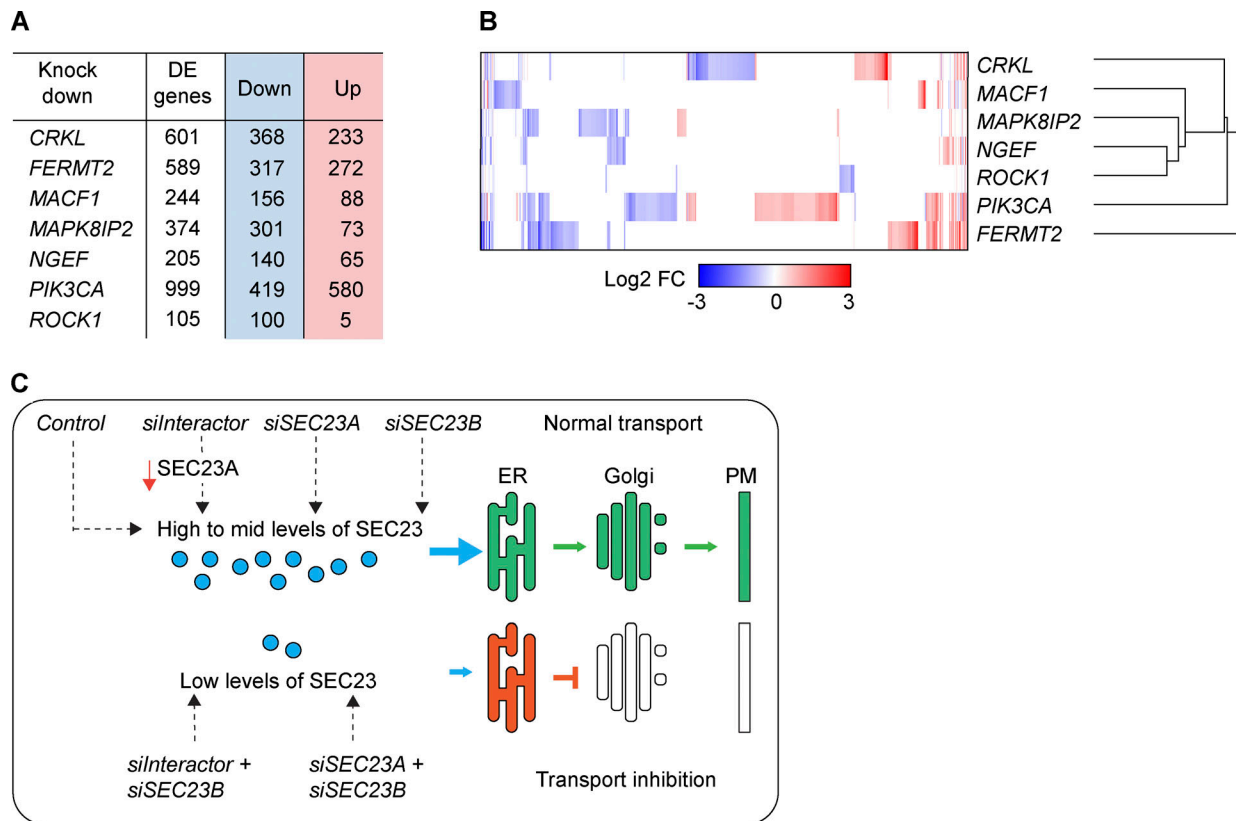 A
Knock down DE genes Down Up
CRKL 601 368 233
FERMT2 589 317 272
MACF1 244 156 88
MAPK8IP2 374 301 73
NGEF 205 140 65
PIK3CA 999 419 580
ROCK1 105 100 5
B
CRKL
MACF1
MAPK8IP2
NGEF
ROCK1
PIK3CA
FERMT2
Log2 FC
-3 0 3
C
Control siInteractor siSEC23A siSEC23B Normal transport
SEC23A
ER Golgi PM
High to mid levels of SEC23
Low levels of SEC23
siInteractor +
siSEC23B
siSEC23A +
siSEC23B
Transport inhibition